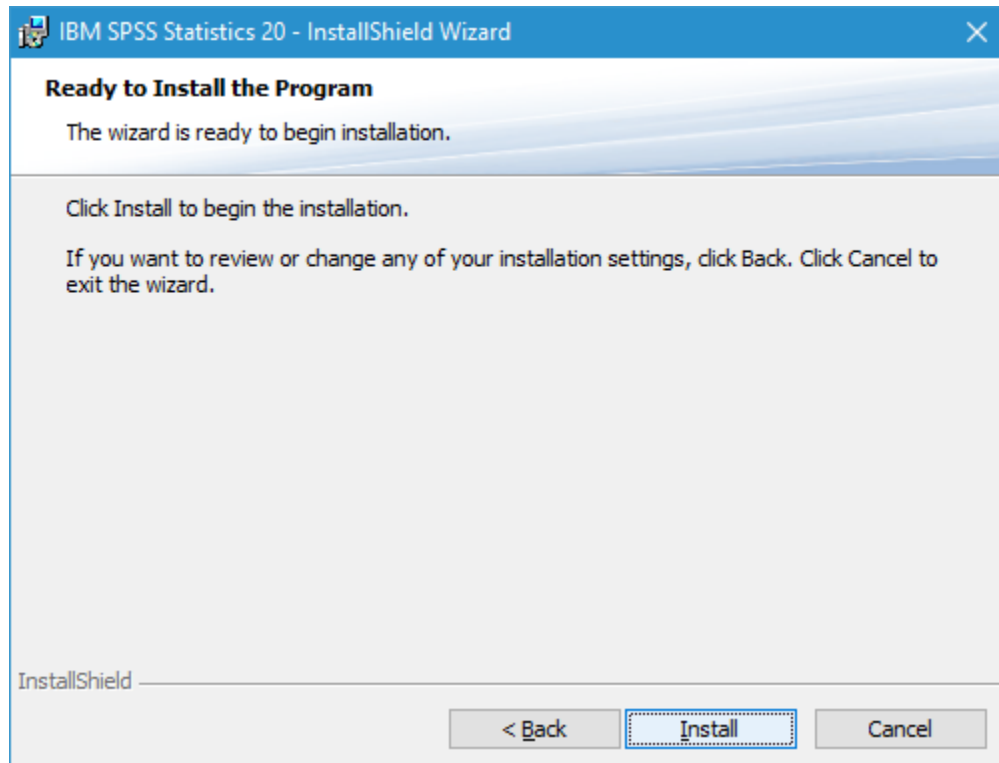 IBM SPSS Statistics 20 - InstallShield Wizard
Ready to Install the Program
The wizard is ready to begin installation.
Click Install to begin the installation.
If you want to review or change any of your installation settings, click Back. Click Cancel to
exit the wizard.
InstallShield
< Back Install Cancel